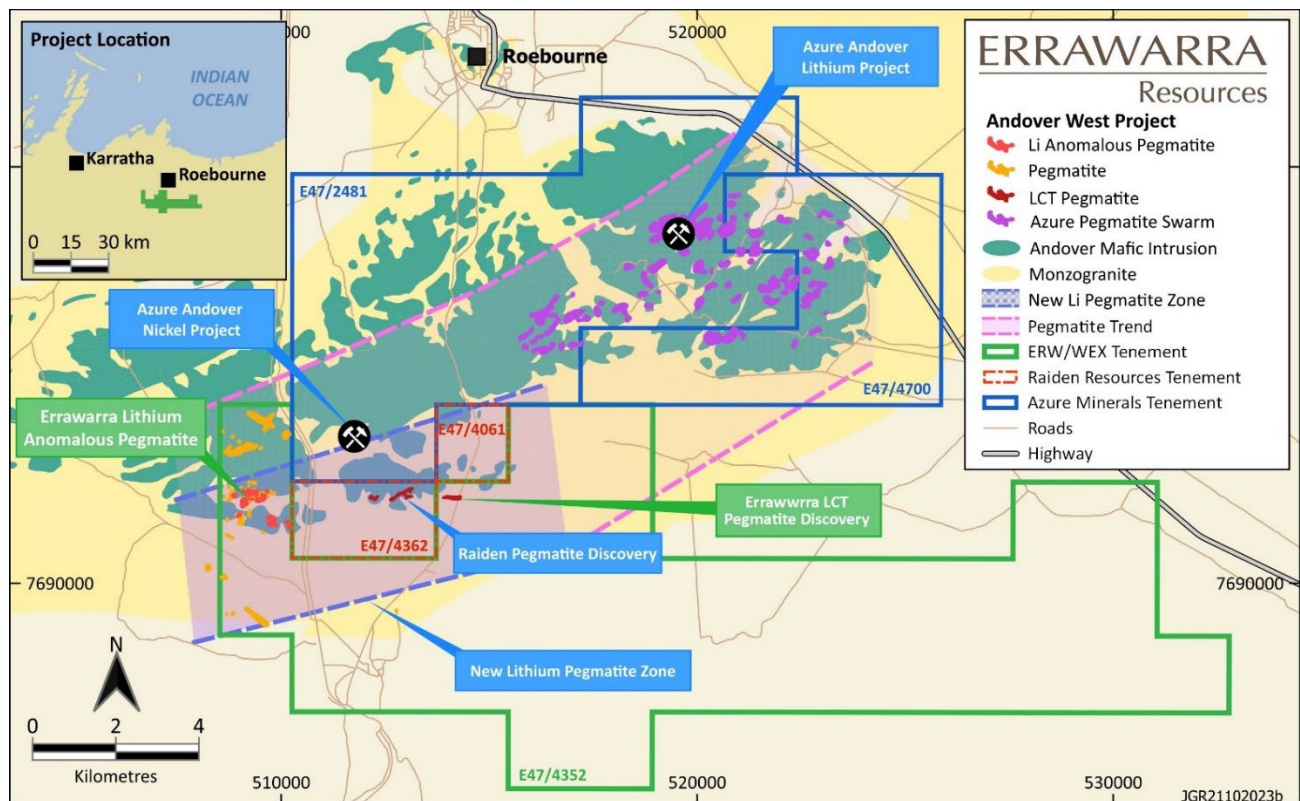 Project Location
INDIAN
OCEAN
Karratha
Roebourne
0 15 30 km
000
520000
Roebourne
Azure Andover
Lithium Project
E47/2481
Azure Andover
Nickel Project
E47/4700
Errawarra Lithium
Anomalous Pegmatite
E47/4061
Errawwrra LCT
Pegmatite Discovery
E47/4362
Raiden Pegmatite Discovery
7690000
7690000
New Lithium Pegmatite Zone
N
0 2 4
Kilometres
E47/4352
510000
520000
530000
JGR21102023b
ERRAWARRA
Resources
Andover West Project
Li Anomalous Pegmatite
Pegmatite
LCT Pegmatite
Azure Pegmatite Swarm
Andover Mafic Intrusion
Monzogranite
New Li Pegmatite Zone
Pegmatite Trend
ERW/WEX Tenement
Raiden Resources Tenement
Azure Minerals Tenement
Roads
Highway